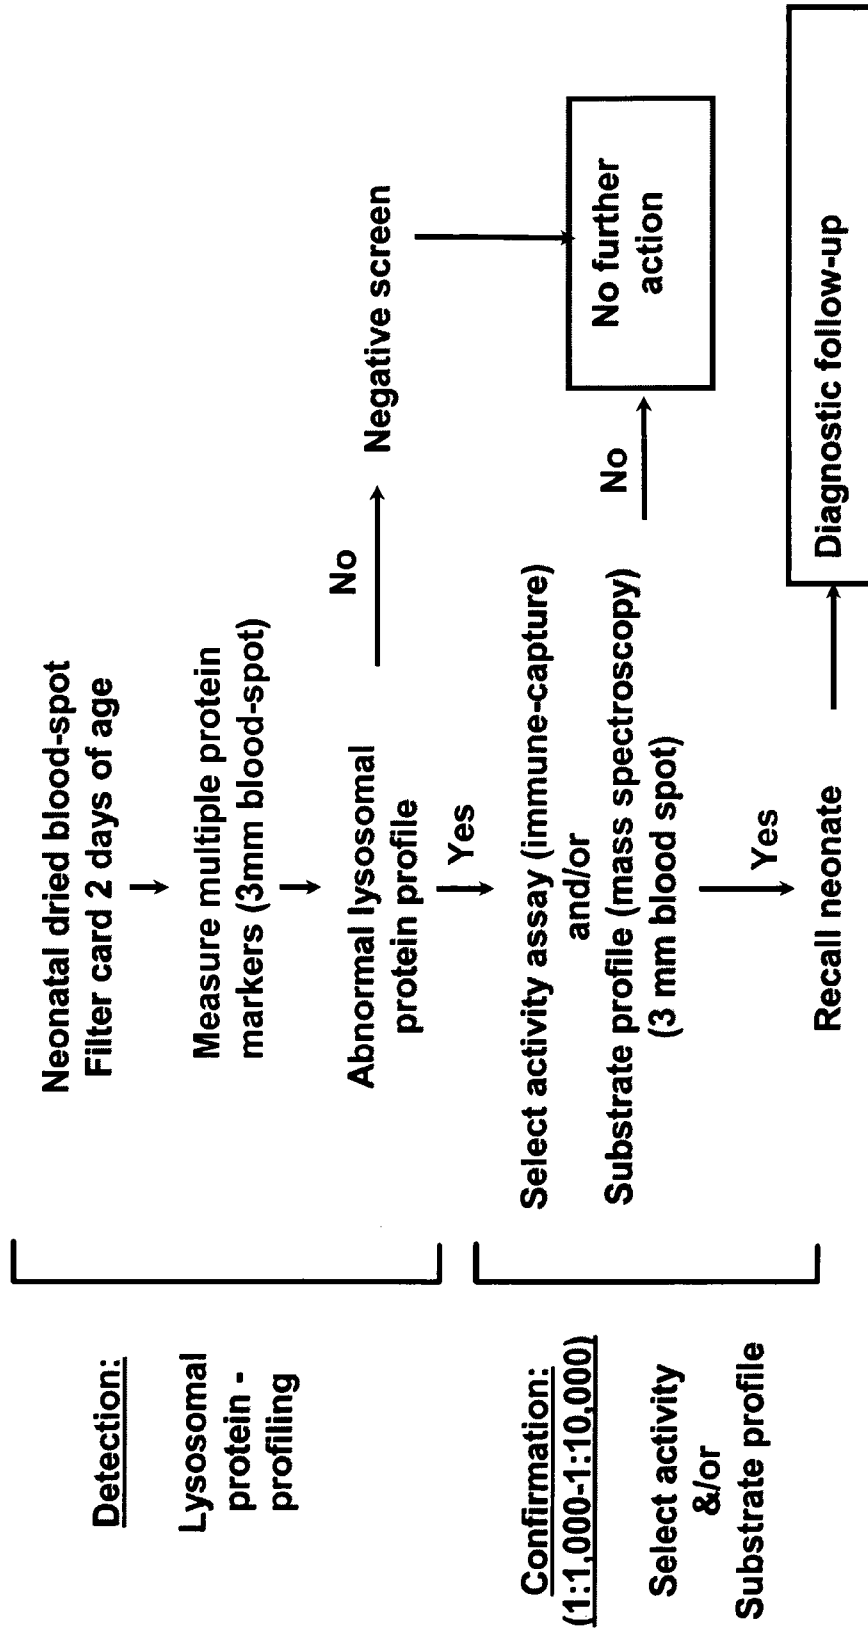 Detection:
Lysosomal
protein -
profiling
Neonatal dried blood-spot
Filter card 2 days of age
Measure multiple protein
markers (3mm blood-spot)
Abnormal lysosomal
protein profile
No
Negative screen
Yes
Confirmation:
(1:1,000-1:10,000)
Select activity
&/or
Substrate profile
Select activity assay (immune-capture)
and/or
Substrate profile (mass spectroscopy)
(3 mm blood spot)
No
No further
action
Yes
Recall neonate
Diagnostic follow-up